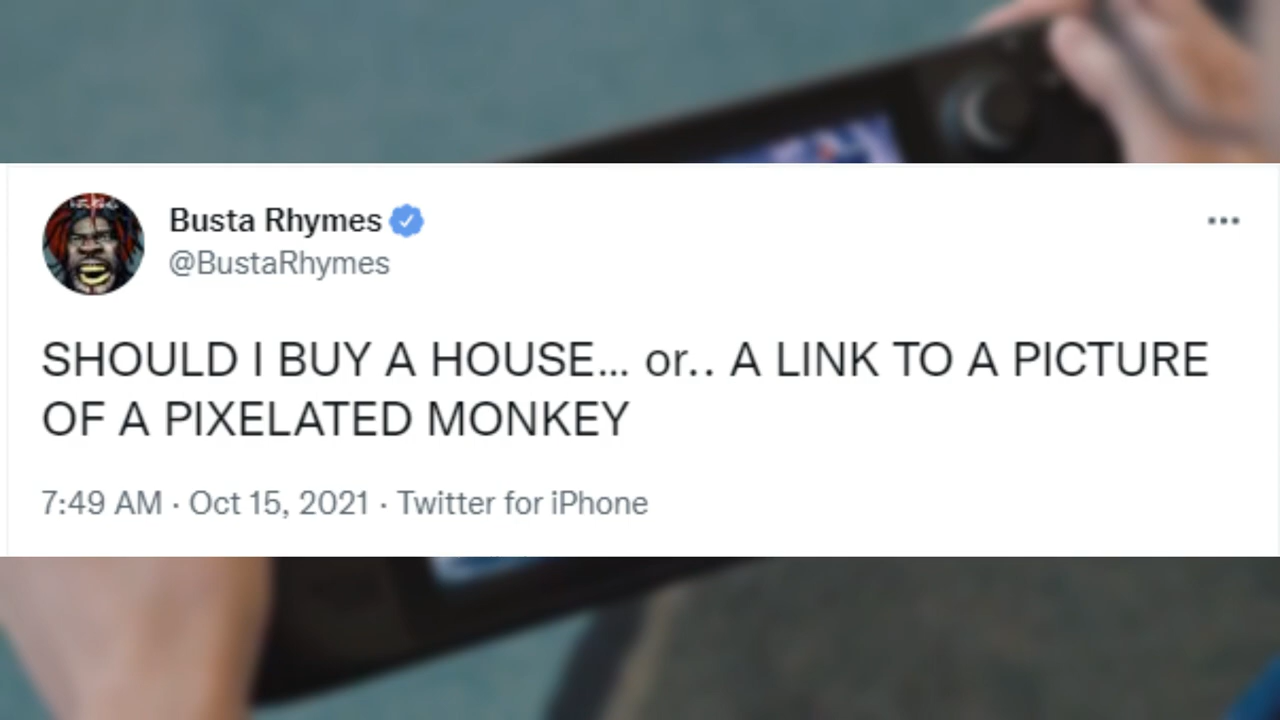 Busta Rhymes
@BustaRhymes
SHOULD I BUY A HOUSE... or.. A LINK TO A PICTURE
OF A PIXELATED MONKEY
7:49 AM · Oct 15, 2021 · Twitter for iPhone